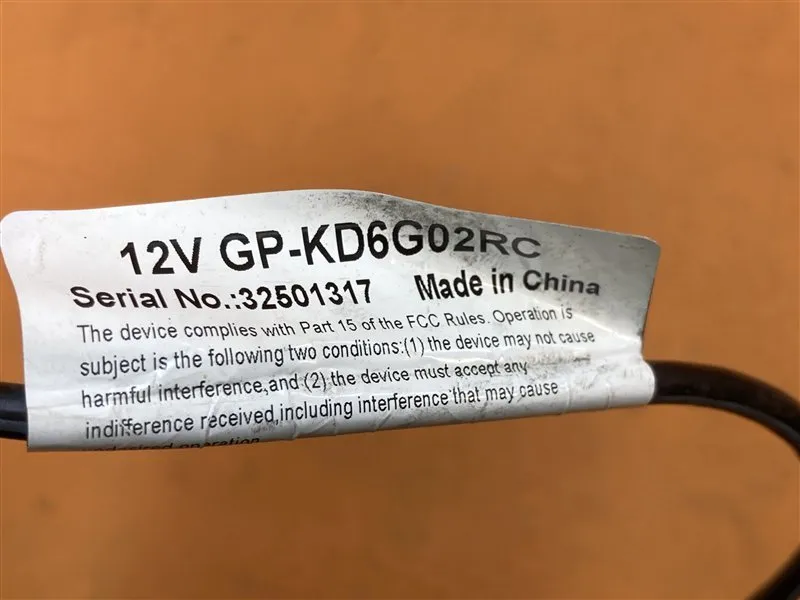 12V GP-KD6G02RC
Serial No.:32501317 Made in China
The device complies with Part 15 of the FCC Rules. Operation is
subject is the following two conditions:(1) the device may not cause
harmful interference,and (2) the device must accept any
indifference received,including interference that may cause
undesired operation